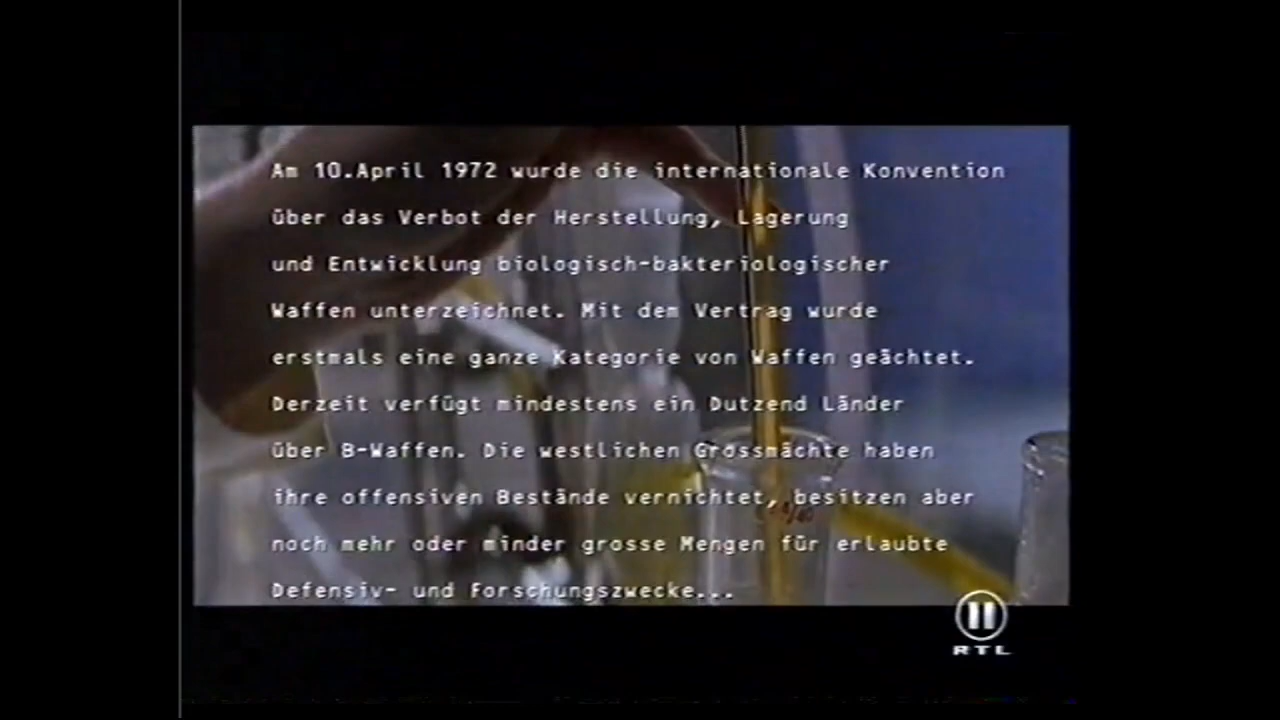 Am 10.April 1972 wurde die internationale Konvention
über das Verbot der Herstellung, Lagerung
und Entwicklung biologisch-bakteriologischer
Waffen unterzeichnet. Mit dem Vertrag wurde
erstmals eine ganze Kategorie von Waffen geächtet.
Derzeit verfügt mindestens ein Dutzend Länder
über B-Waffen. Die westlichen Grossmächte haben
ihre offensiven Bestände vernichtet, besitzen aber
noch mehr oder minder grosse Mengen für erlaubte
Defensiv- und Forschungszwecke...
II
RTL